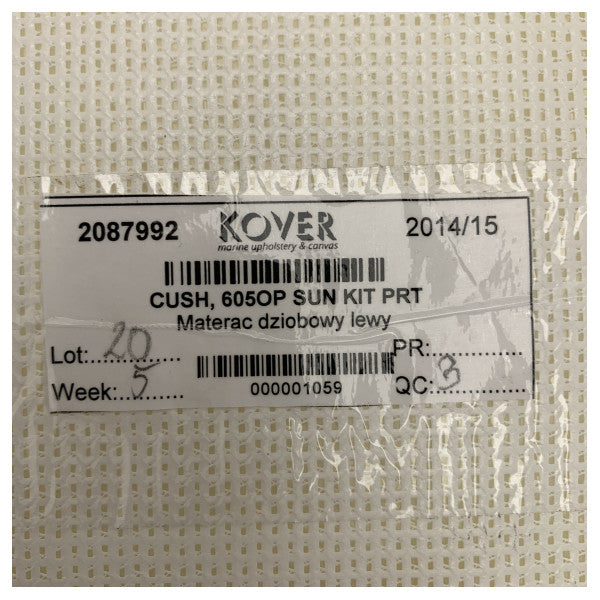 2087992 KOVER 2014/15
marine upholstery & canvas
CUSH, 605OP SUN KIT PRT
Materac dziobowy lewy
Lot:..20........... PR:...............
Week:..5....... 000001059 QC:.3............